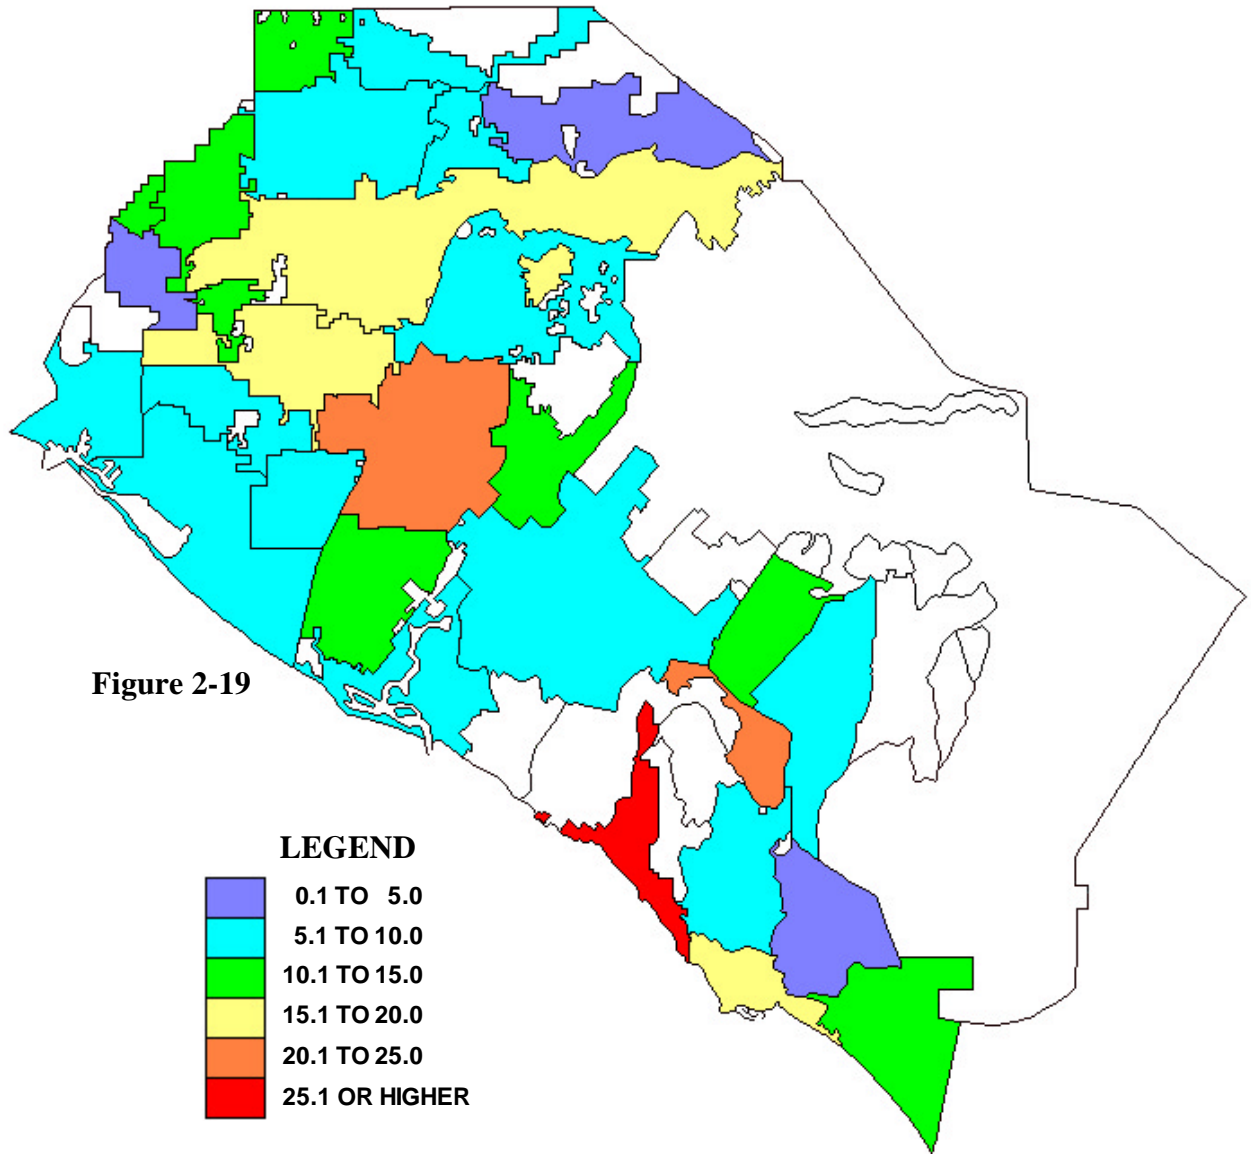 Figure 2-19
LEGEND
0.1 TO 5.0
5.1 TO 10.0
10.1 TO 15.0
15.1 TO 20.0
20.1 TO 25.0
25.1 OR HIGHER